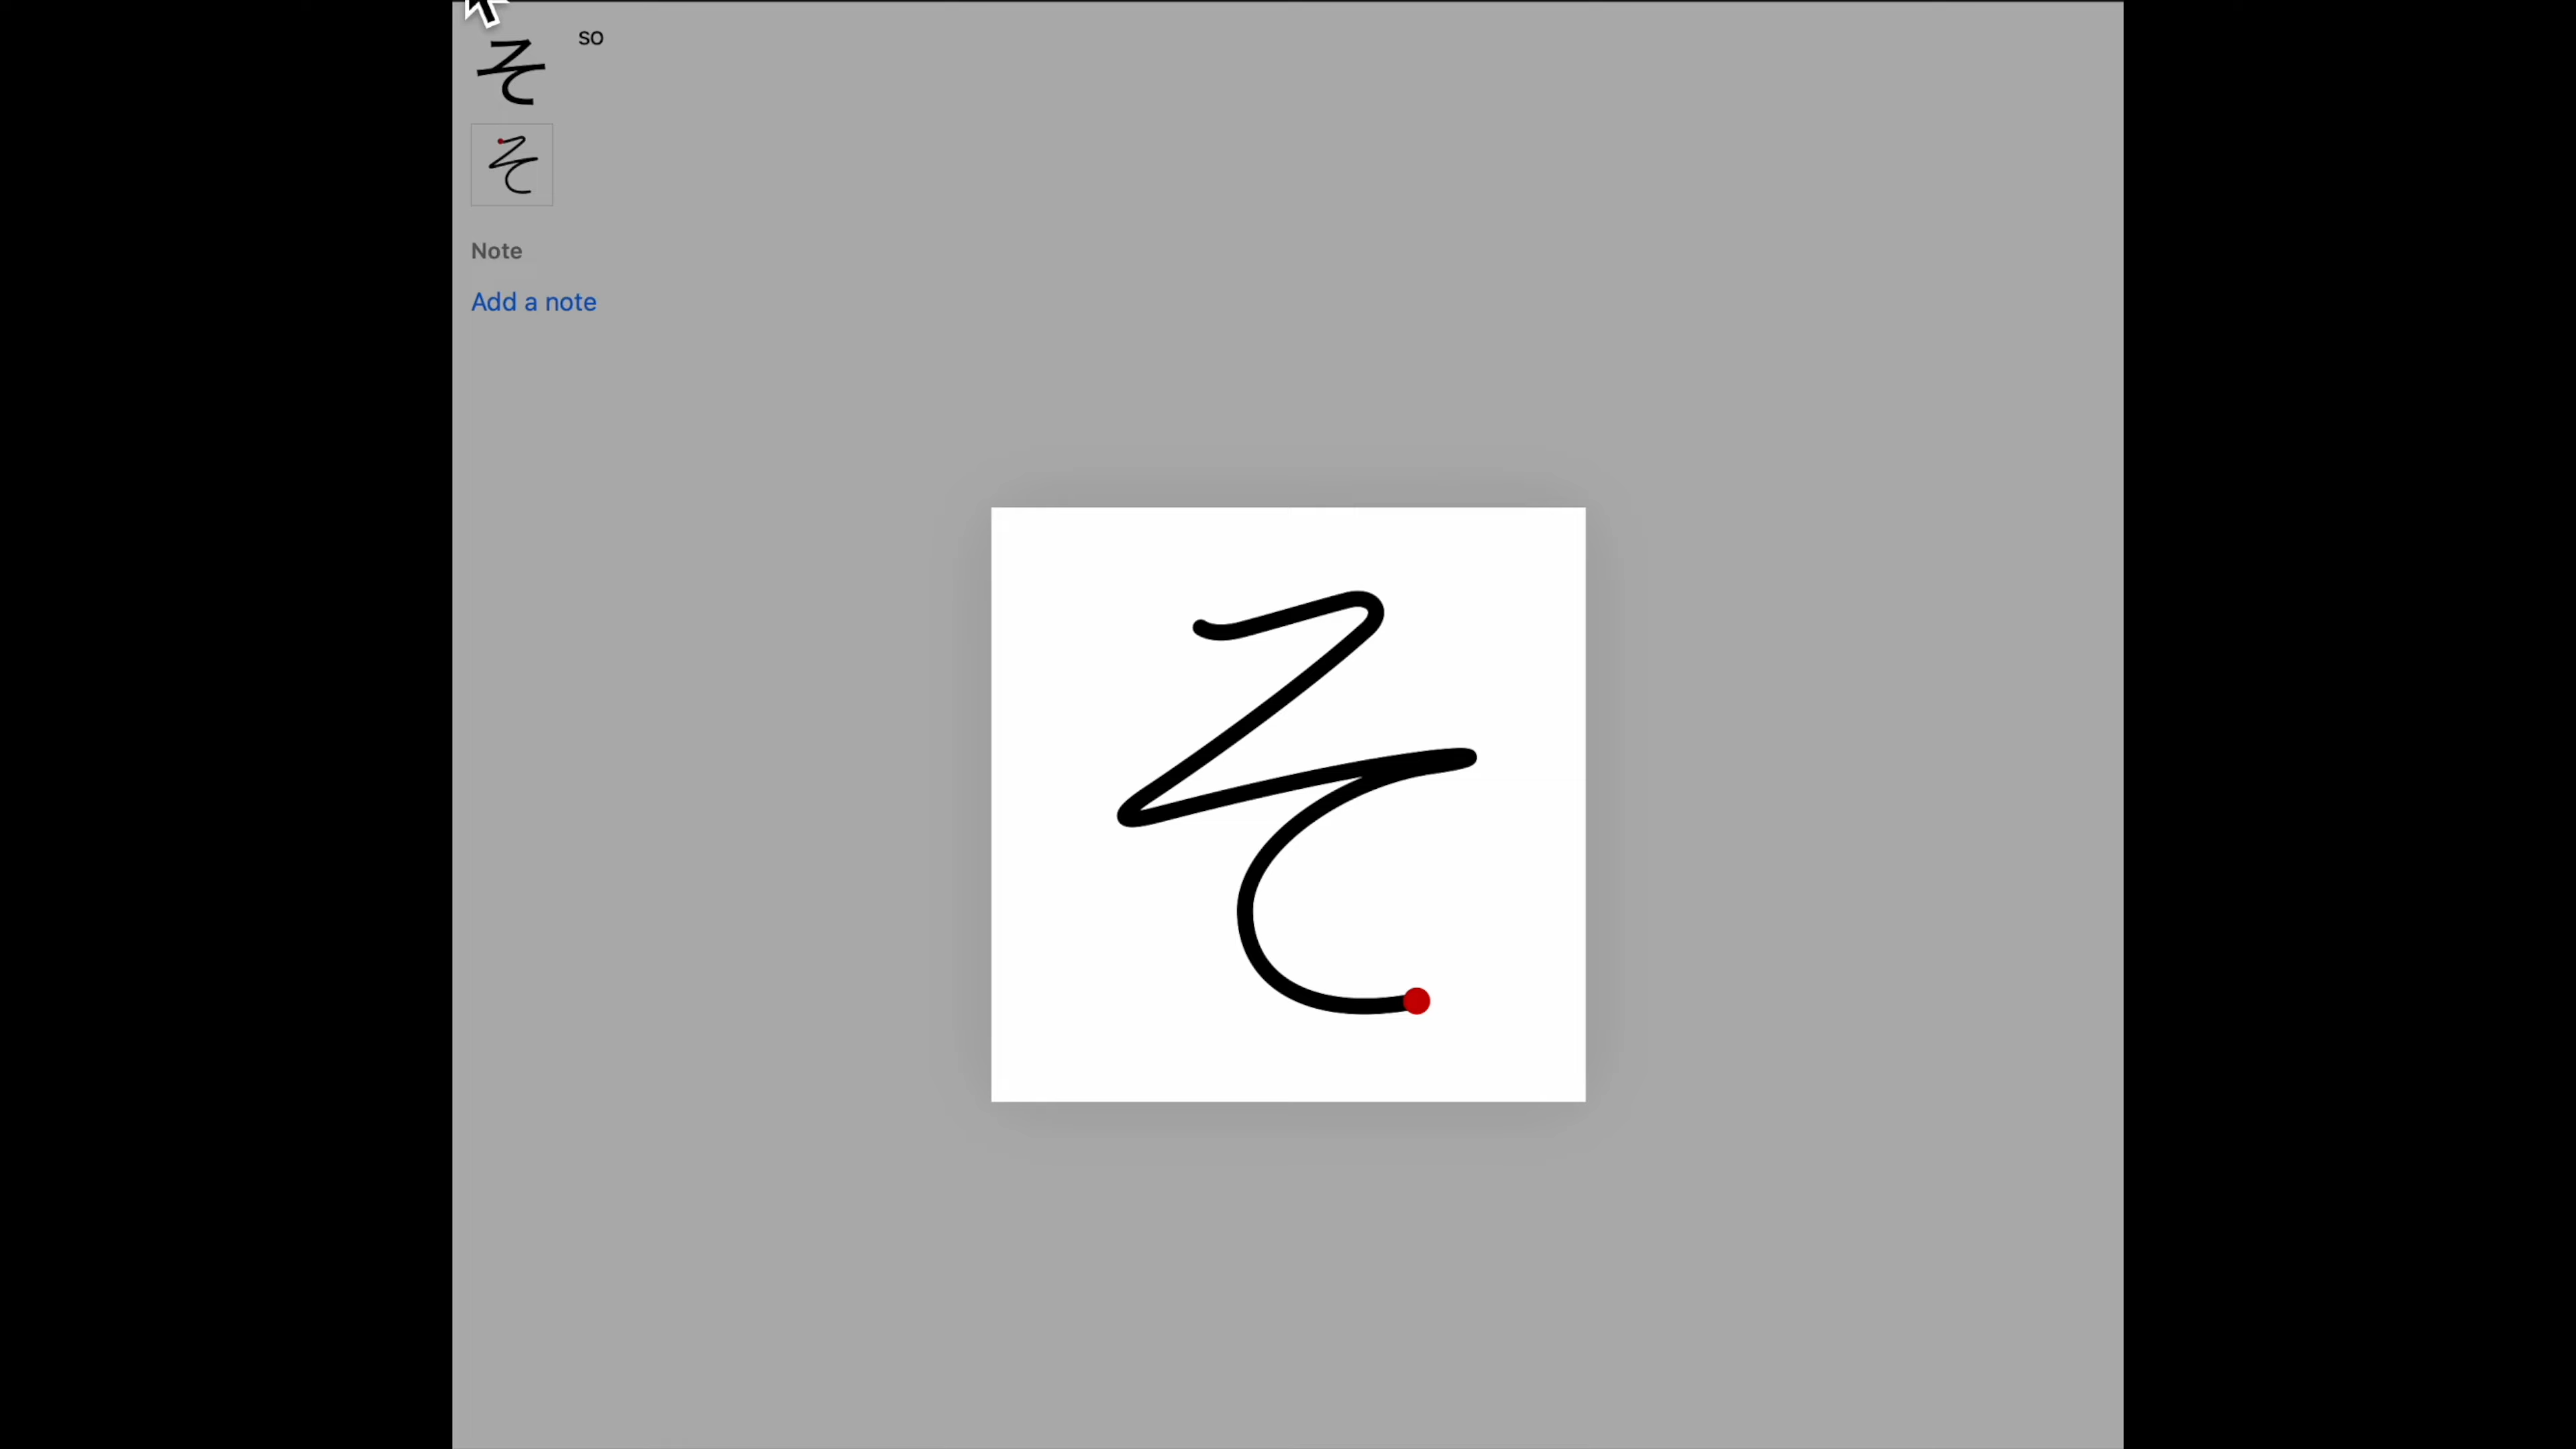 そ so
そ
Note
Add a note
そ